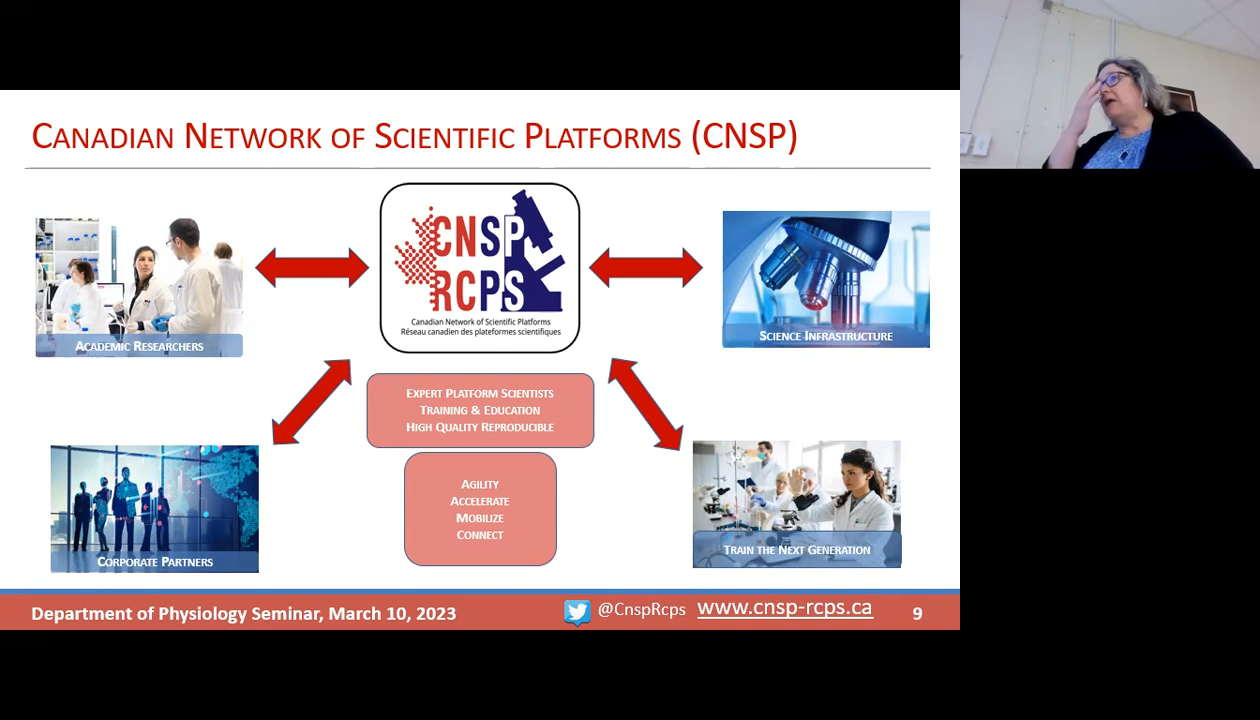 CANADIAN NETWORK OF SCIENTIFIC PLATFORMS (CNSP)
CNSP
RCPS
Canadian Network of Scientific Platforms
Réseau canadien des plateformes scientifiques
ACADEMIC RESEARCHERS
SCIENCE INFRASTRUCTURE
EXPERT PLATFORM SCIENTISTS
TRAINING & EDUCATION
HIGH QUALITY REPRODUCIBLE
AGILITY
ACCELERATE
MOBILIZE
CONNECT
CORPORATE PARTNERS
TRAIN THE NEXT GENERATION
Department of Physiology Seminar, March 10, 2023
@CnspRcps
www.cnsp-rcps.ca
9